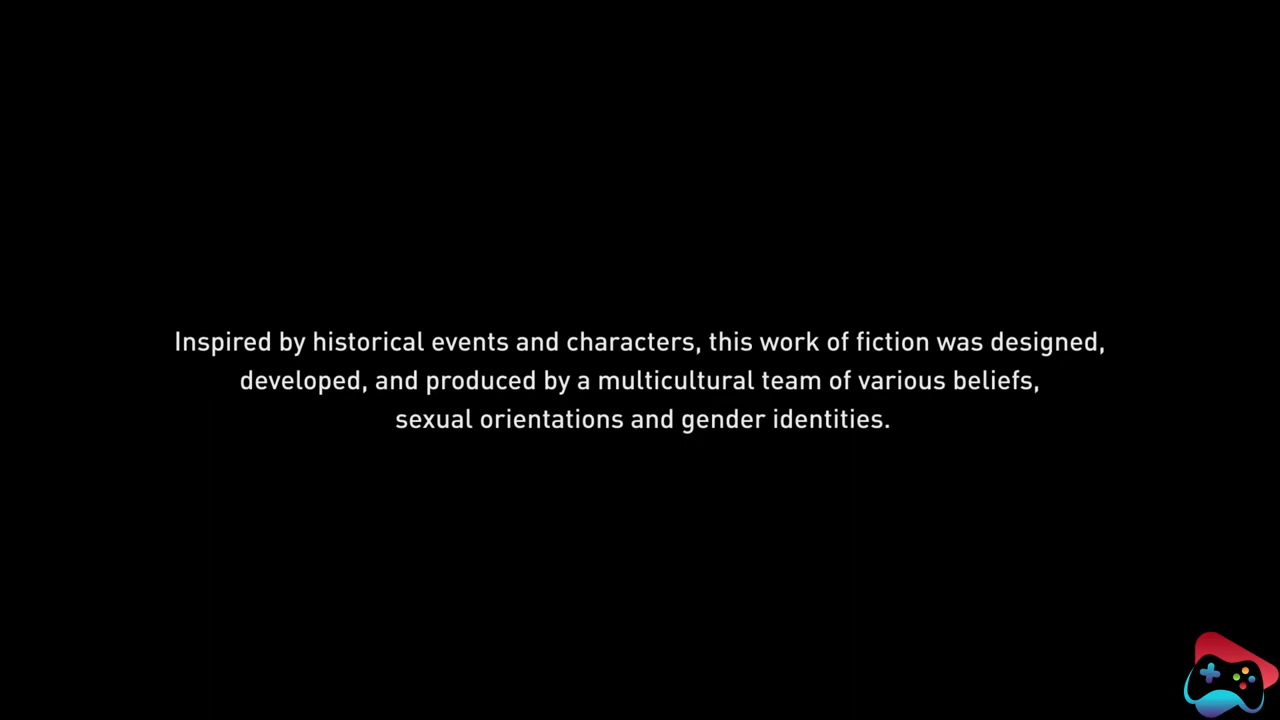 Inspired by historical events and characters, this work of fiction was designed,
developed, and produced by a multicultural team of various beliefs,
sexual orientations and gender identities.